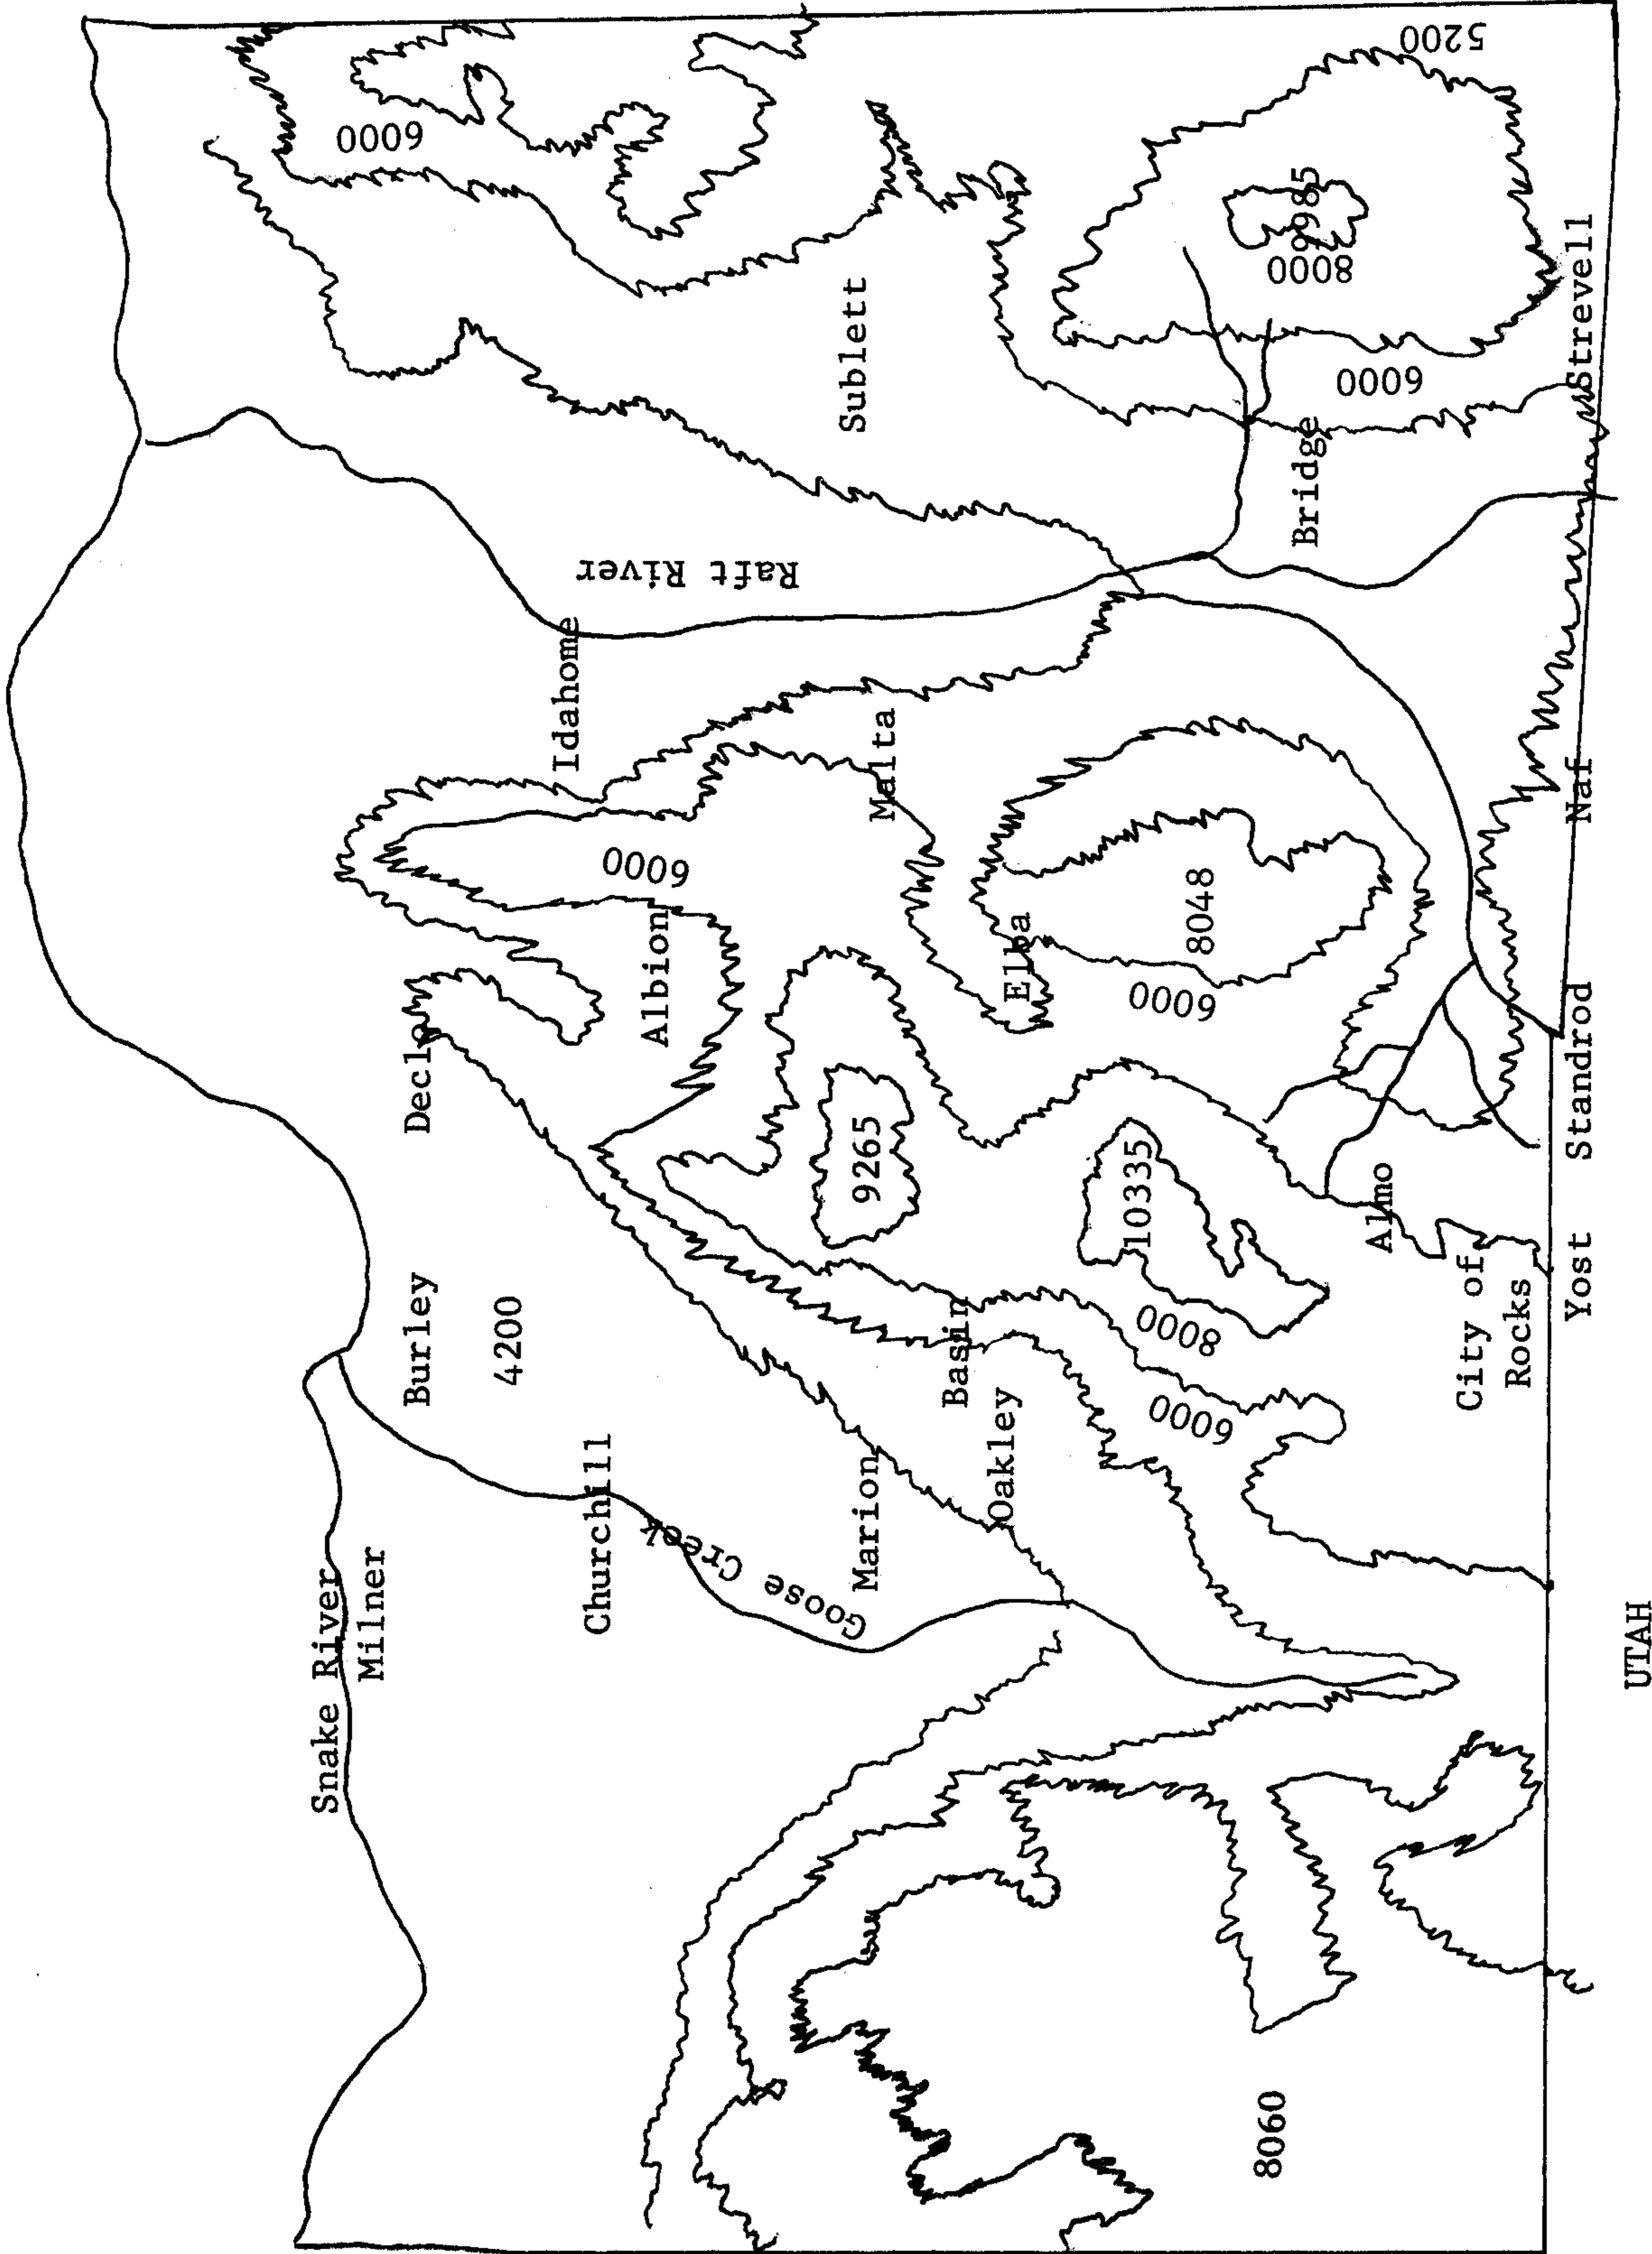 Snake River
Milner
Burley
4200
Declo
Churchill
Goose Creek
Marion
Oakley
Basin
Albion
6000
Idahome
Raft River
6000
Sublett
Malta
Elba
9265
10335
8000
6000
8048
6000
8060
Almo
City of
Rocks
Bridge
6000
8000
9985
5200
Yost
Standrod
Naf
Strevell
UTAH